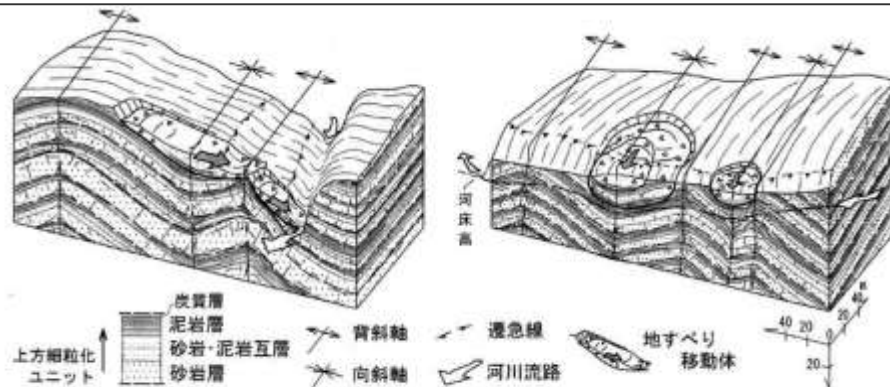 河床高
炭質層
泥岩層
砂岩・泥岩互層
砂岩層
上方細粒化
ユニット
背斜軸
向斜軸
遷急線
河川流路
地すべり
移動体
m
40
20
0
40 20
20